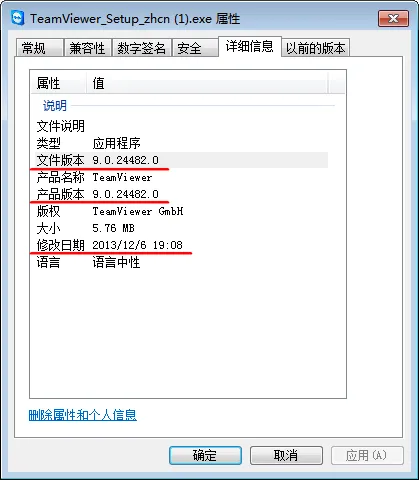 TeamViewer_Setup_zhcn (1).exe 属性
常规 兼容性 数字签名 安全 详细信息 以前的版本
属性 值
说明
文件说明
类型 应用程序
文件版本 9.0.24482.0
产品名称 TeamViewer
产品版本 9.0.24482.0
版权 TeamViewer GmbH
大小 5.76 MB
修改日期 2013/12/6 19:08
语言 语言中性
删除属性和个人信息
确定 取消 应用(A)